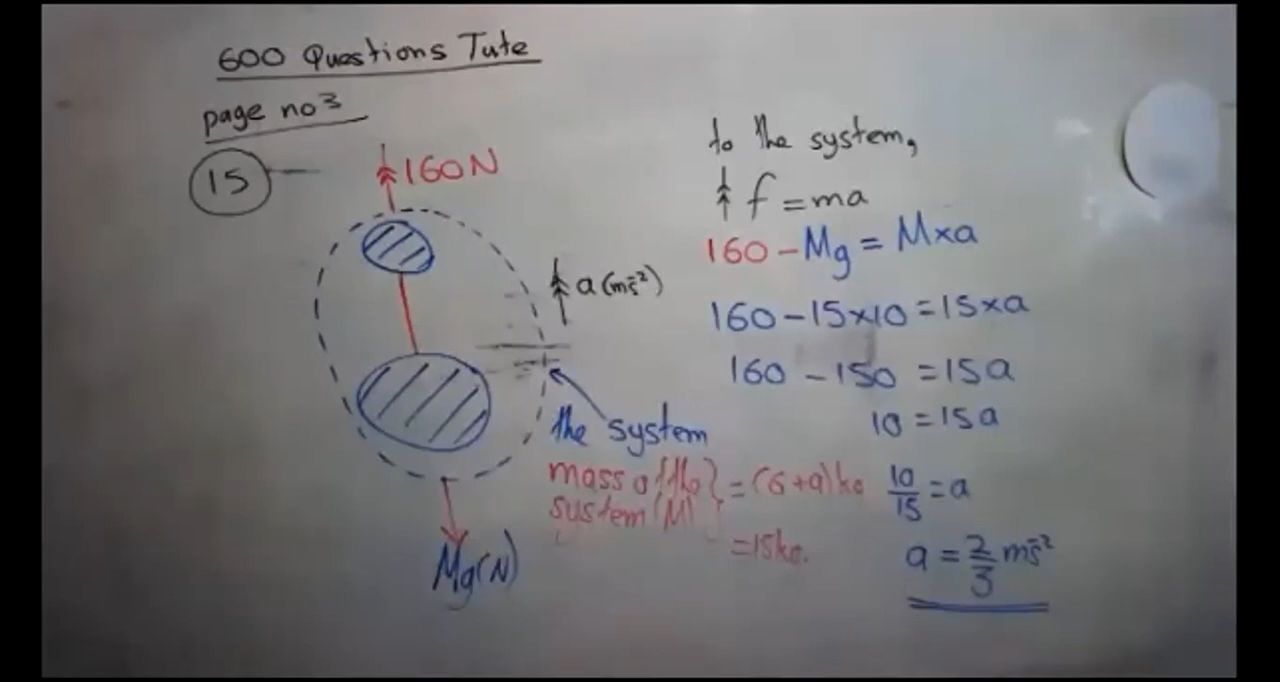 600 Questions Tute
page no 3
15
160N
a (ms⁻²)
the system
Mg(N)
mass of the system (M) } = (6+9)kg
= 15kg.
to the system,
↑ f = ma
160 - Mg = M×a
160 - 15×10 = 15×a
160 - 150 = 15a
10 = 15a
10/15 = a
a = 2/3 ms⁻²